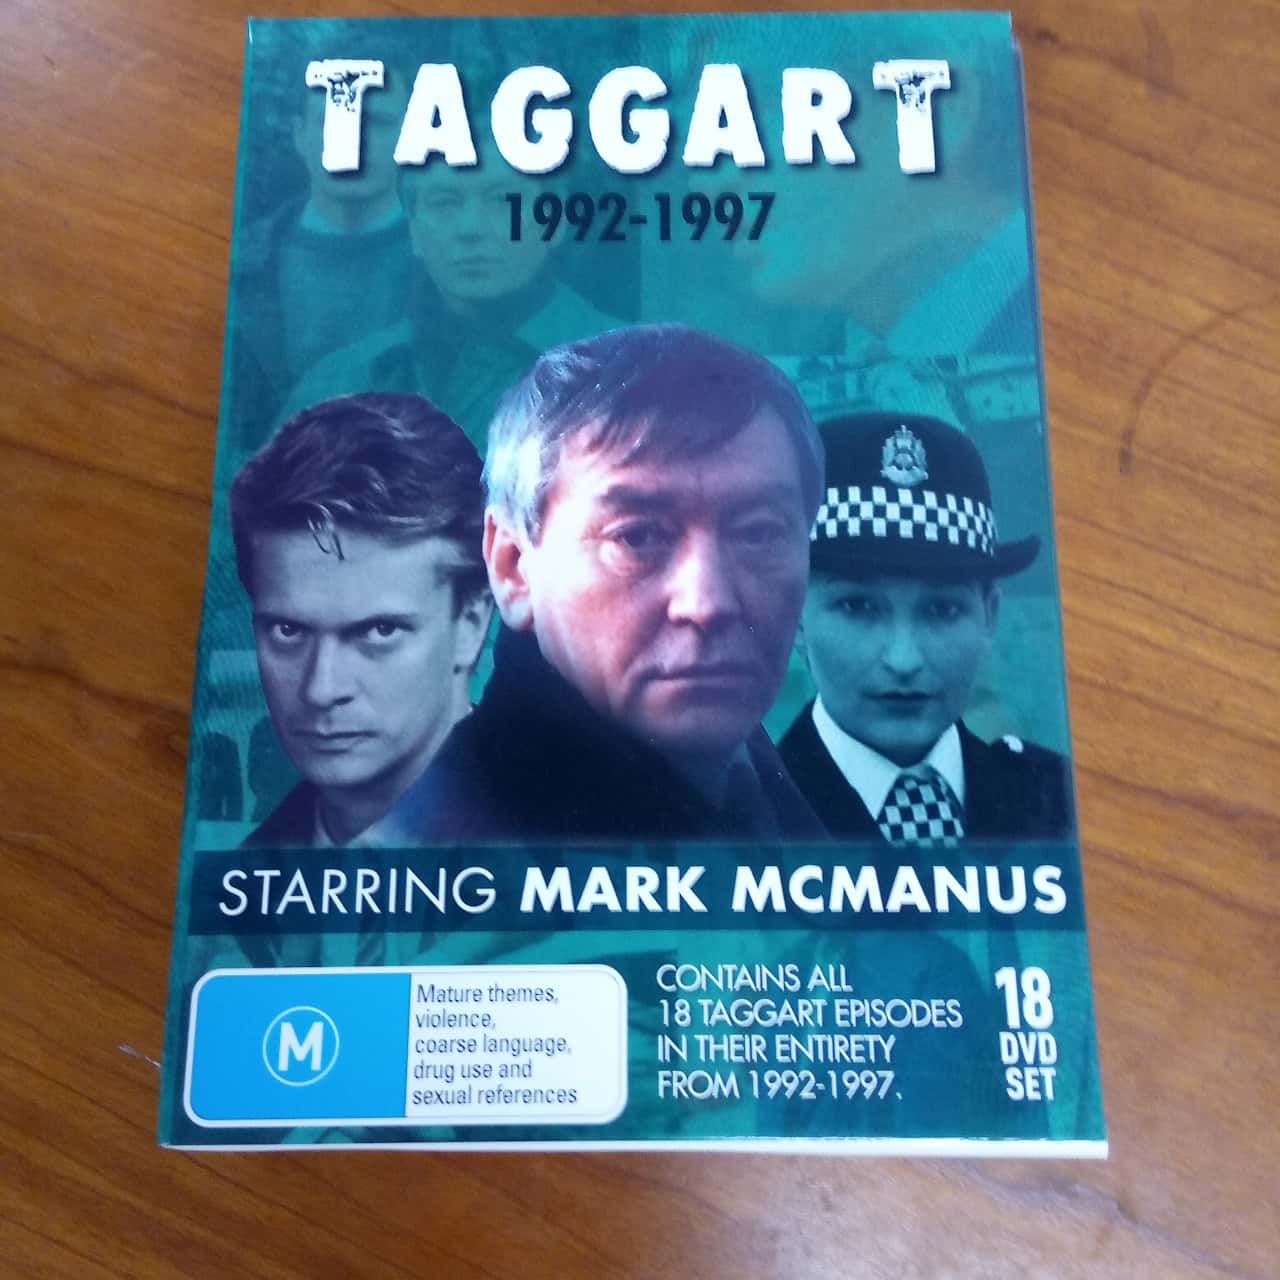 TAGGART
1992-1997
STARRING MARK MCMANUS
M
Mature themes,
violence,
coarse language,
drug use and
sexual references
CONTAINS ALL
18 TAGGART EPISODES
IN THEIR ENTIRETY
FROM 1992-1997.
18
DVD
SET